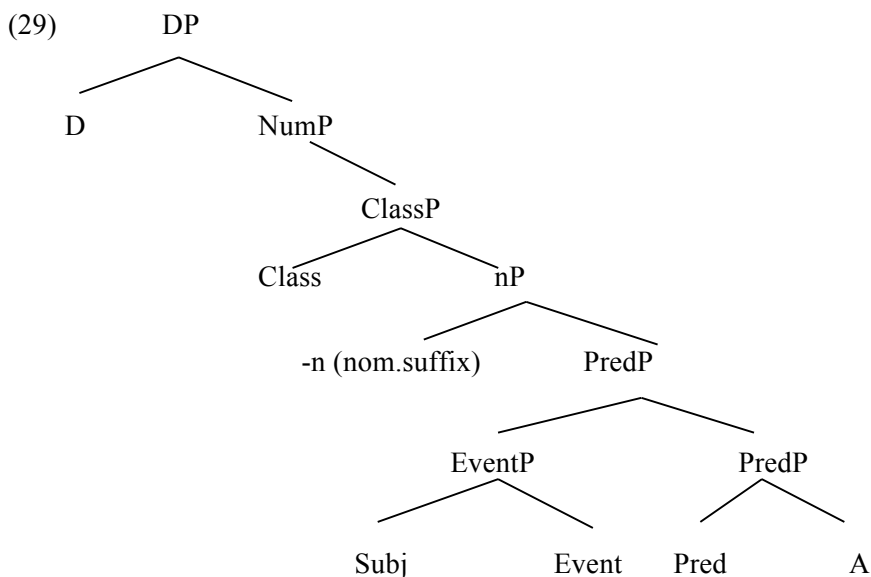 (29) DP
D NumP
ClassP
Class nP
-n (nom.suffix) PredP
EventP PredP
Subj Event Pred A